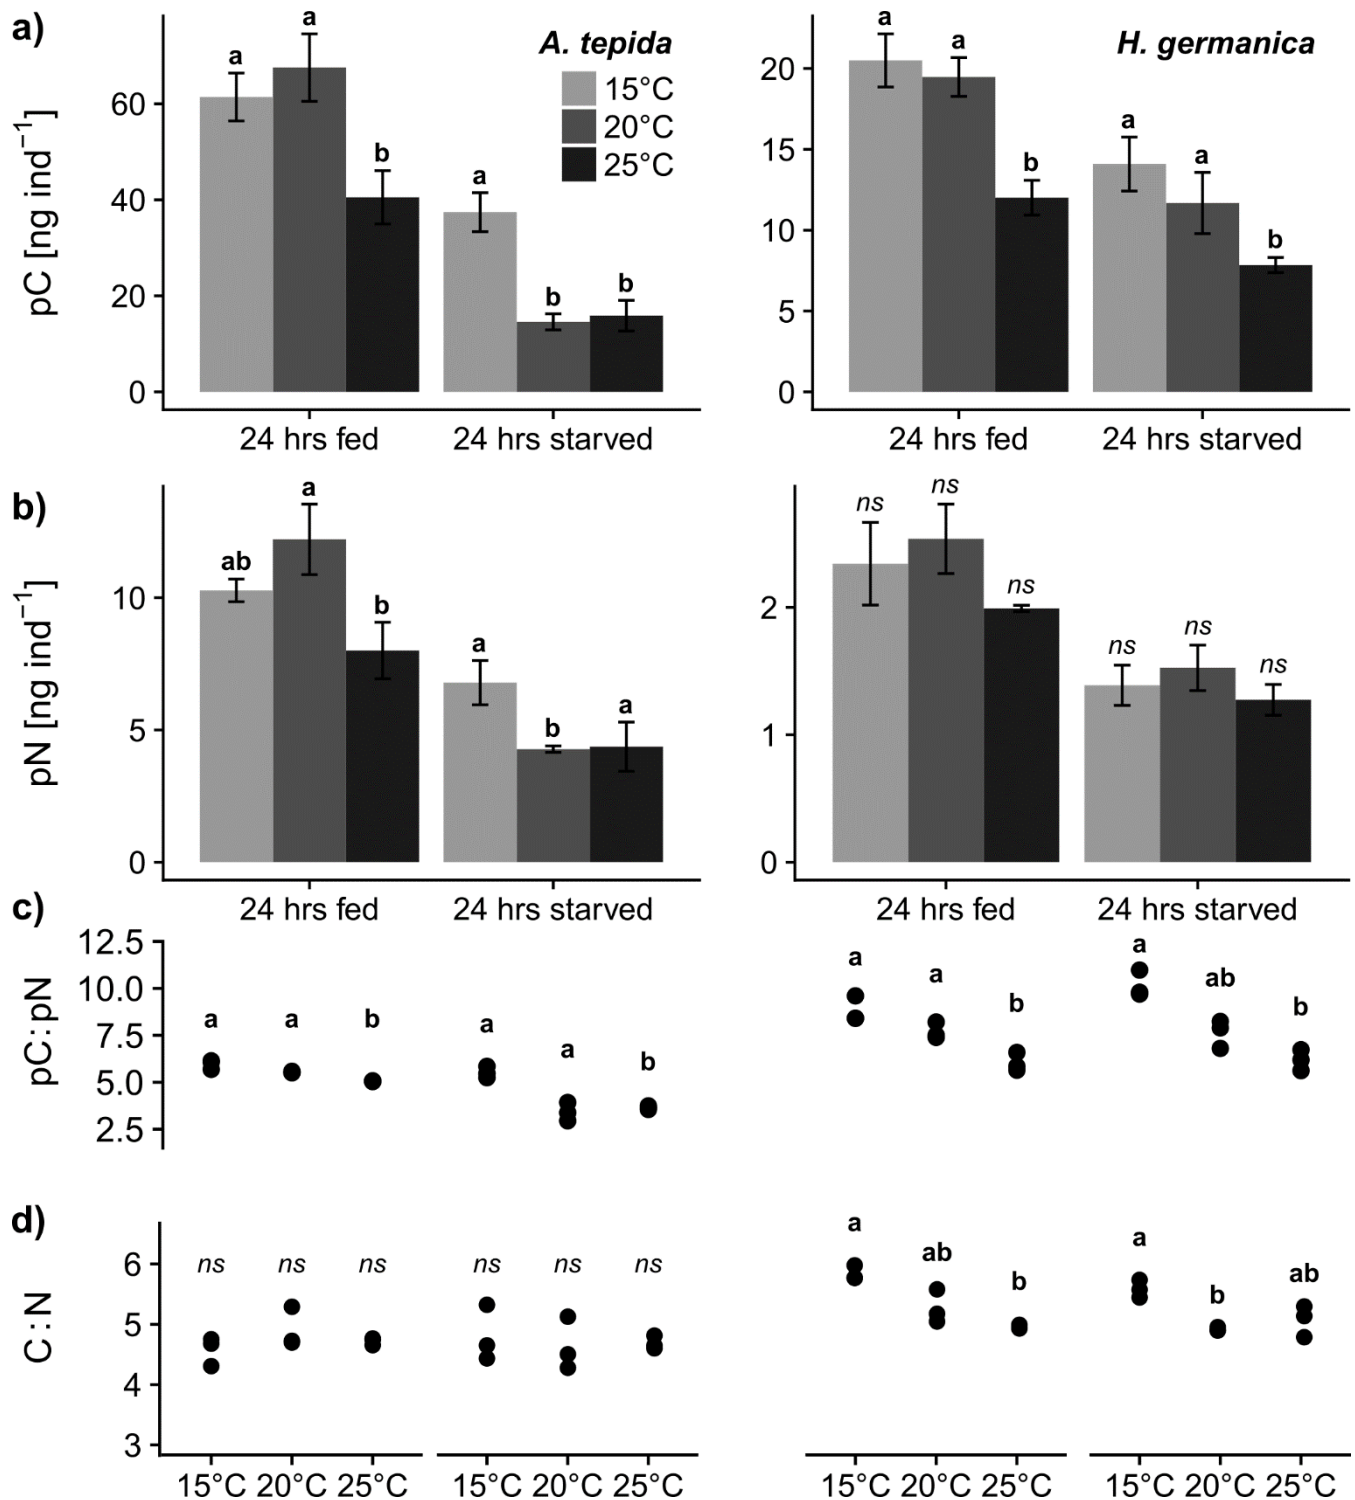 a)
pC [ng ind−1]
60
40
20
0
a
a
b
a
b
b
A. tepida
15°C
20°C
25°C
24 hrs fed
24 hrs starved
20
15
10
5
0
a
a
b
a
a
b
H. germanica
24 hrs fed
24 hrs starved
b)
pN [ng ind−1]
10
5
0
ab
a
b
a
b
a
24 hrs fed
24 hrs starved
2
1
0
ns
ns
ns
ns
ns
ns
24 hrs fed
24 hrs starved
c)
pC:pN
12.5
10.0
7.5
5.0
2.5
a
a
b
a
a
b
a
a
b
a
ab
b
d)
C:N
6
5
4
3
ns
ns
ns
ns
ns
ns
a
ab
b
a
b
ab
15°C 20°C 25°C
15°C 20°C 25°C
15°C 20°C 25°C
15°C 20°C 25°C